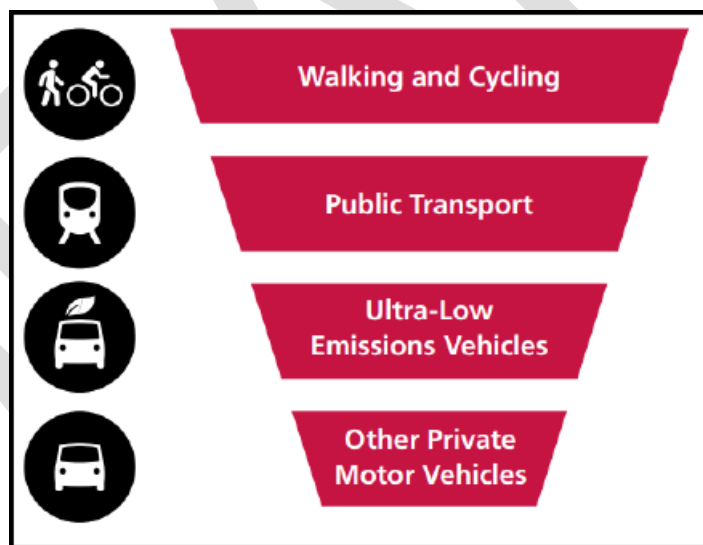 Walking and Cycling
Public Transport
Ultra-Low
Emissions Vehicles
Other Private
Motor Vehicles